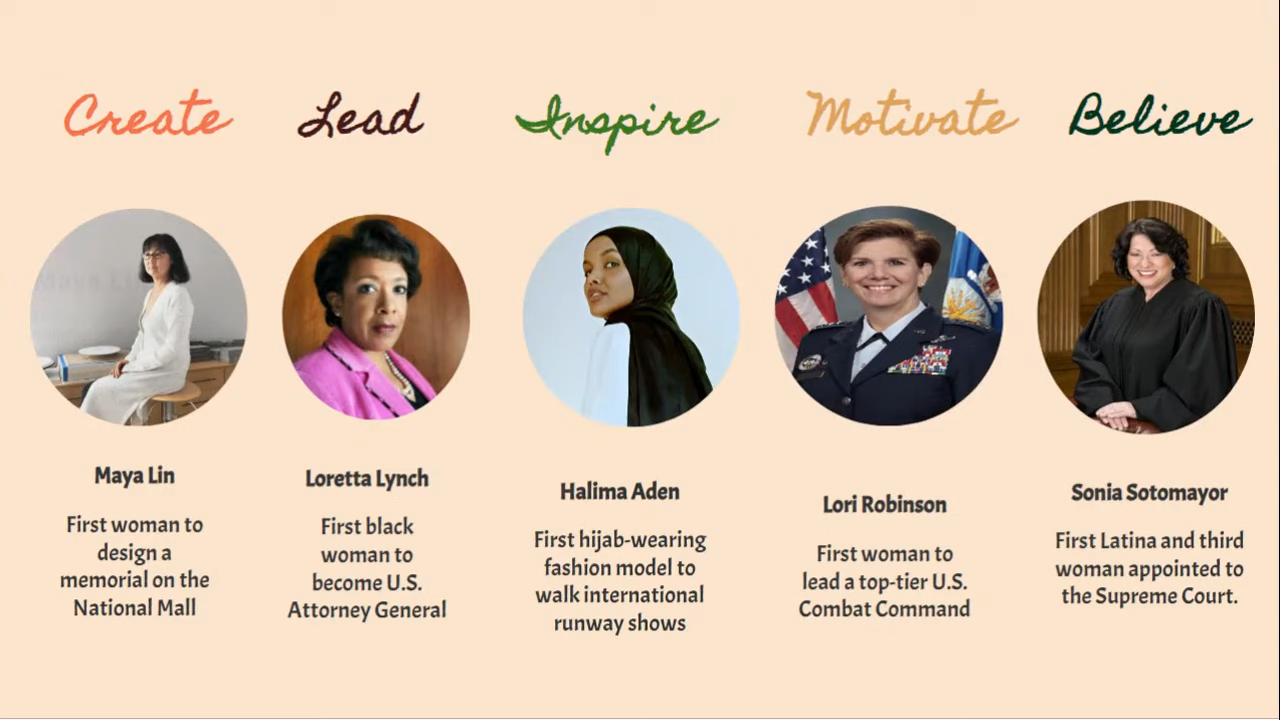 Create
Lead
Inspire
Motivate
Believe
Maya Lin
First woman to
design a
memorial on the
National Mall
Loretta Lynch
First black
woman to
become U.S.
Attorney General
Halima Aden
First hijab-wearing
fashion model to
walk international
runway shows
Lori Robinson
First woman to
lead a top-tier U.S.
Combat Command
Sonia Sotomayor
First Latina and third
woman appointed to
the Supreme Court.